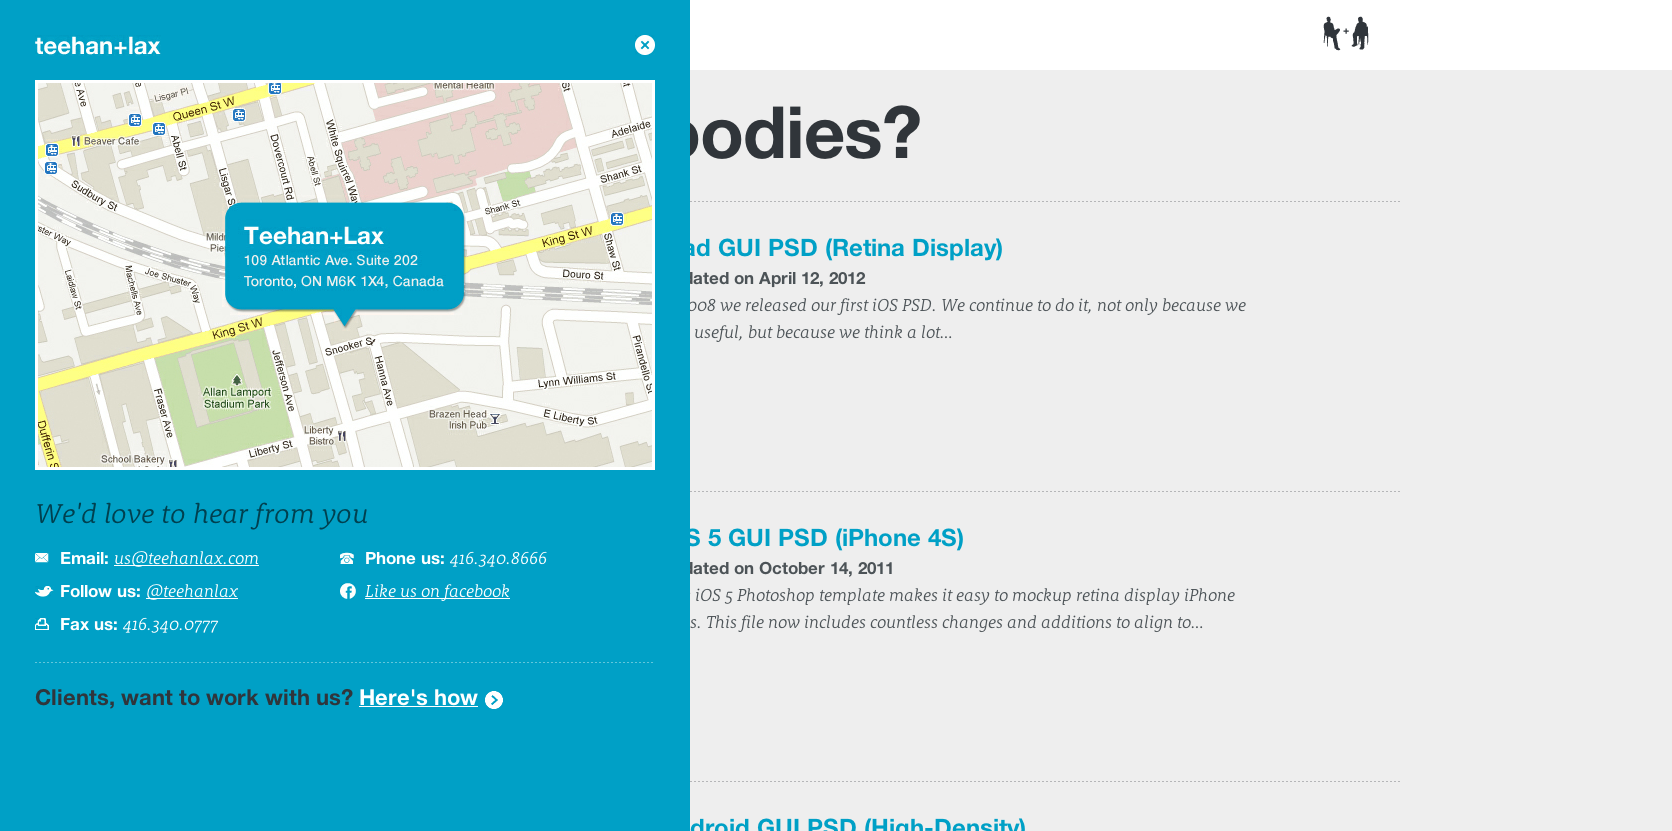 teehan+lax
Mental Health
Lisgar Pl
Queen St W
Adelaide
Beaver Cafe
Abell St
Dovercourt Rd
White Squirrel Way
Abell St
Lisgar S
Shank St
Sudbury St
Shank St
King St W
Shaw St
Joe Shuster Way
Douro St
Laidlaw St
Machells Ave
Teehan+Lax
109 Atlantic Ave. Suite 202
Toronto, ON M6K 1X4, Canada
King St W
Snooker St
Jefferson Ave
Hanna Ave
Pirandello St
Lynn Williams St
Allan Lamport
Stadium Park
Fraser Ave
Brazen Head
Irish Pub
E Liberty St
Liberty
Bistro
Liberty St
Dufferin S
School Bakery
We'd love to hear from you
Email: us@teehanlax.com
Phone us: 416.340.8666
Follow us: @teehanlax
Like us on facebook
Fax us: 416.340.0777
Clients, want to work with us? Here's how
oodies?
ad GUI PSD (Retina Display)
dated on April 12, 2012
008 we released our first iOS PSD. We continue to do it, not only because we
useful, but because we think a lot...
S 5 GUI PSD (iPhone 4S)
lated on October 14, 2011
iOS 5 Photoshop template makes it easy to mockup retina display iPhone
s. This file now includes countless changes and additions to align to...
droid GUI PSD (High-Density)